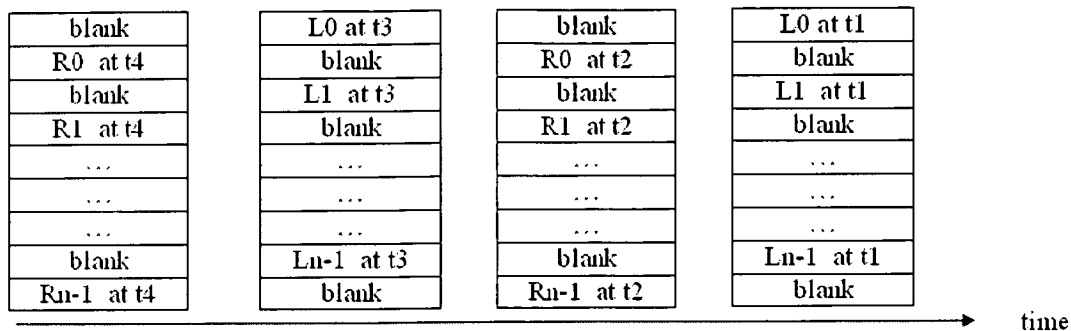 blank L0 at t3 blank L0 at t1
R0 at t4 blank R0 at t2 blank
blank L1 at t3 blank L1 at t1
R1 at t4 blank R1 at t2 blank
... ... ... ...
... ... ... ...
... ... ... ...
blank Ln-1 at t3 blank Ln-1 at t1
Rn-1 at t4 blank Rn-1 at t2 blank
time